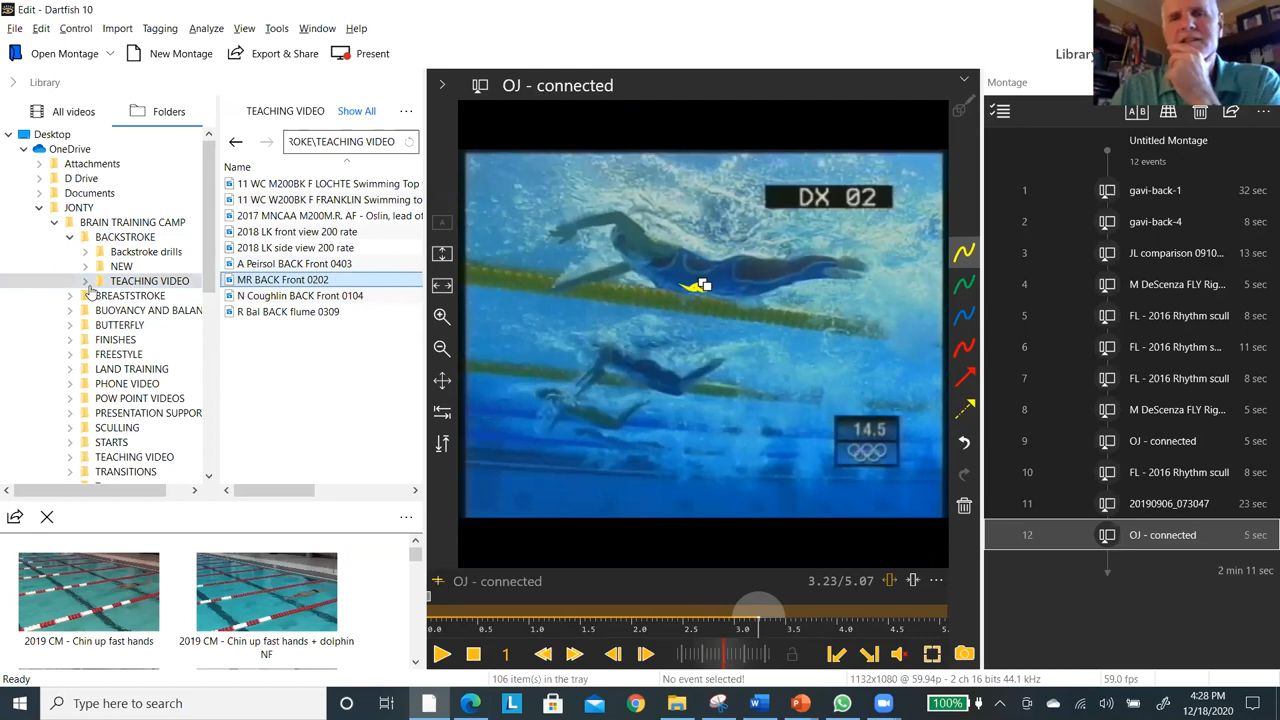 Edit - Dartfish 10
File Edit Control Import Tagging Analyze View Tools Window Help
Open Montage New Montage Export & Share Present
Library
All videos Folders
Desktop
OneDrive
Attachments
D Drive
Documents
JONTY
BRAIN TRAINING CAMP
BACKSTROKE
Backstroke drills
NEW
TEACHING VIDEO
BREASTSTROKE
BUOYANCY AND BALAN
BUTTERFLY
FINISHES
FREESTYLE
LAND TRAINING
PHONE VIDEO
POW POINT VIDEOS
PRESENTATION SUPPOR
SCULLING
STARTS
TEACHING VIDEO
TRANSITIONS
TEACHING VIDEO Show All ...
ROKE\TEACHING VIDEO
Name
11 WC M200BK F LOCHTE Swimming Top
11 WC W200BK F FRANKLIN Swimming to
2017 MNCAA M200M.R. AF - Oslin, lead of
2018 LK front view 200 rate
2018 LK side view 200 rate
A Peirsol BACK Front 0403
MR BACK Front 0202
N Coughlin BACK Front 0104
R Bal BACK flume 0309
2019 CM - Chin up fast hands
2019 CM - Chin up fast hands + dolphin
NF
OJ - connected
A
DX 02
14.5
OJ - connected 3.23/5.07
0.0 0.5 1.0 1.5 2.0 2.5 3.0 3.5 4.0 4.5 5.
1
Library
Montage
A B
Untitled Montage
12 events
1 gavi-back-1 32 sec
2 gavi-back-4 8 sec
3 JL comparison 0910... 8 sec
4 M DeScenza FLY Rig... 8 sec
5 FL - 2016 Rhythm scull 8 sec
6 FL - 2016 Rhythm s... 11 sec
7 FL - 2016 Rhythm scull 8 sec
8 M DeScenza FLY Rig... 5 sec
9 OJ - connected 5 sec
10 FL - 2016 Rhythm scull 8 sec
11 20190906_073047 23 sec
12 OJ - connected 5 sec
2 min 11 sec
Ready 106 item(s) in the tray No event selected! 1132x1080 @ 59.94p - 2 ch 16 bits 44.1 kHz 59.0 fps
Type here to search
100%
4:28 PM
12/18/2020